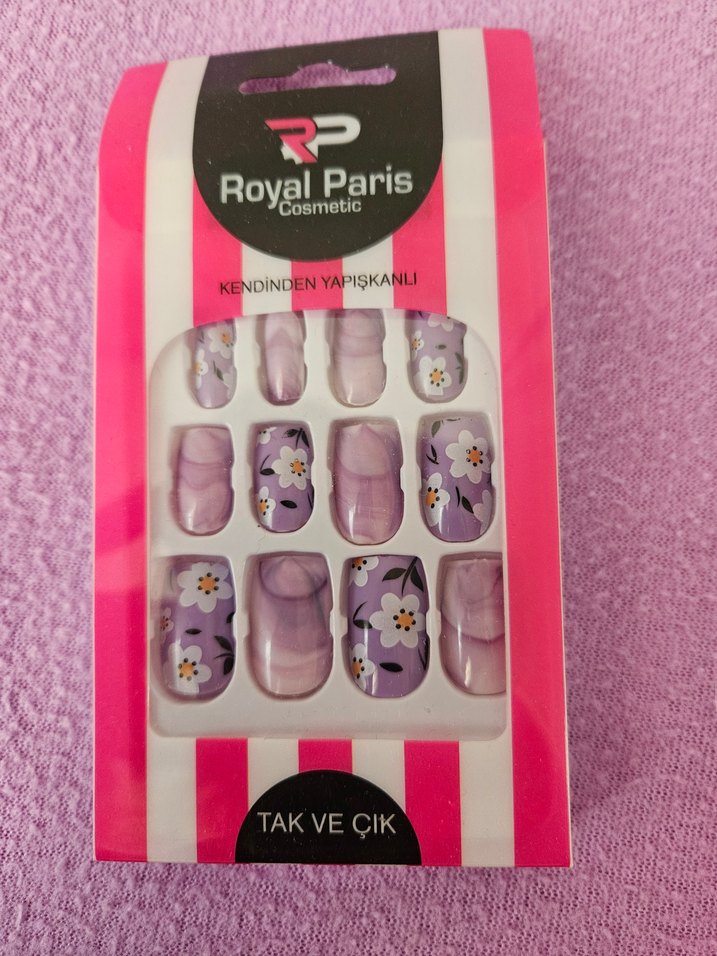 RP
Royal Paris
Cosmetic
KENDİNDEN YAPIŞKANLI
TAK VE ÇIK